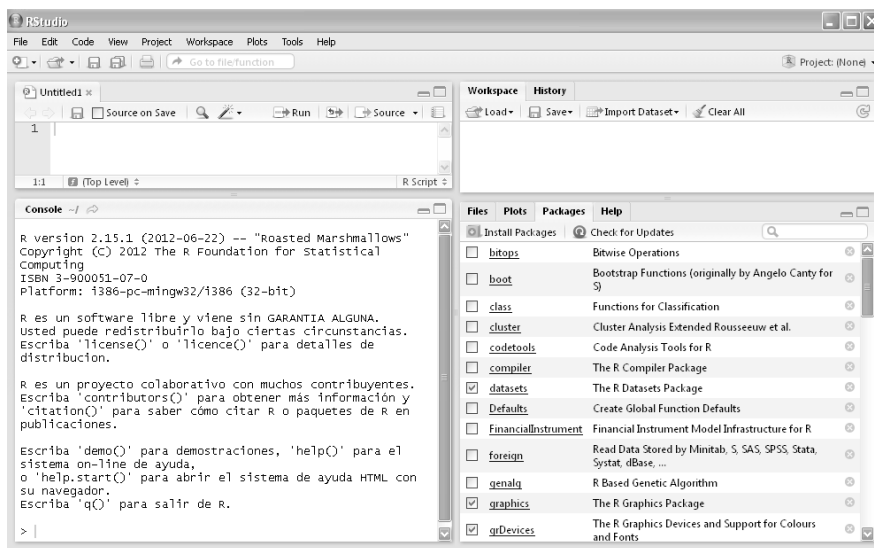 RStudio
File Edit Code View Project Workspace Plots Tools Help
Go to file/function
Project: (None)
Untitled1
Source on Save
Run
Source
1
1:1
(Top Level)
R Script
Console ~/
R version 2.15.1 (2012-06-22) -- "Roasted Marshmallows"
Copyright (C) 2012 The R Foundation for Statistical
Computing
ISBN 3-900051-07-0
Platform: i386-pc-mingw32/i386 (32-bit)
R es un software libre y viene sin GARANTIA ALGUNA.
Usted puede redistribuirlo bajo ciertas circunstancias.
Escriba 'license()' o 'licence()' para detalles de
distribucion.
R es un proyecto colaborativo con muchos contribuyentes.
Escriba 'contributors()' para obtener más información y
'citation()' para saber cómo citar R o paquetes de R en
publicaciones.
Escriba 'demo()' para demostraciones, 'help()' para el
sistema on-line de ayuda,
o 'help.start()' para abrir el sistema de ayuda HTML con
su navegador.
Escriba 'q()' para salir de R.
>
Workspace History
Load Save Import Dataset Clear All
Files Plots Packages Help
Install Packages Check for Updates
bitops Bitwise Operations
boot Bootstrap Functions (originally by Angelo Canty for
S)
class Functions for Classification
cluster Cluster Analysis Extended Rousseeuw et al.
codetools Code Analysis Tools for R
compiler The R Compiler Package
datasets The R Datasets Package
Defaults Create Global Function Defaults
FinancialInstrument Financial Instrument Model Infrastructure for R
foreign Read Data Stored by Minitab, S, SAS, SPSS, Stata,
Systat, dBase, ...
genalg R Based Genetic Algorithm
graphics The R Graphics Package
grDevices The R Graphics Devices and Support for Colours
and Fonts